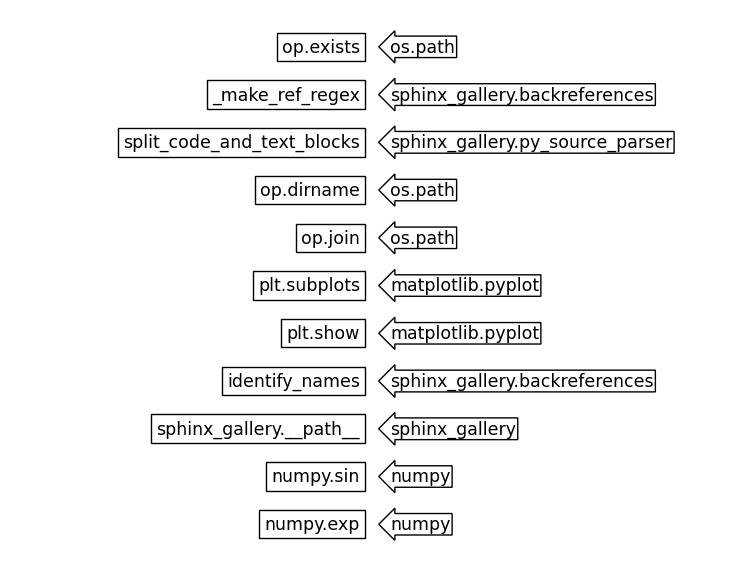 op.exists os.path
_make_ref_regex sphinx_gallery.backreferences
split_code_and_text_blocks sphinx_gallery.py_source_parser
op.dirname os.path
op.join os.path
plt.subplots matplotlib.pyplot
plt.show matplotlib.pyplot
identify_names sphinx_gallery.backreferences
sphinx_gallery.__path__ sphinx_gallery
numpy.sin numpy
numpy.exp numpy